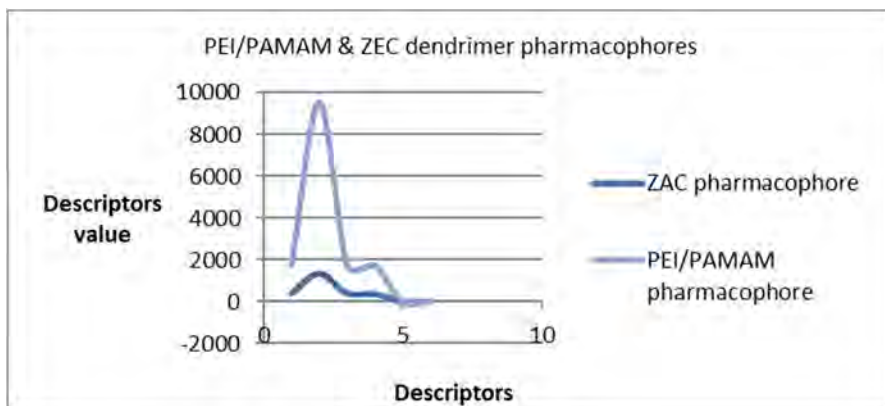 PEI/PAMAM & ZEC dendrimer pharmacophores
10000
8000
6000
4000
2000
0
-2000
Descriptors
value
0
5
10
Descriptors
ZAC pharmacophore
PEI/PAMAM
pharmacophore